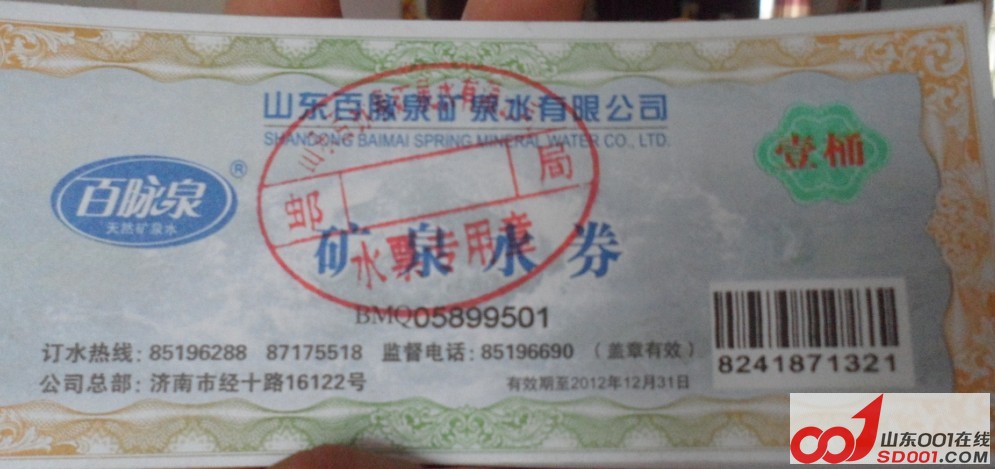 山东百脉泉矿泉水有限公司
SHANDONG BAIMAI SPRING MINERAL WATER CO., LTD.
壹桶
百脉泉®
天然矿泉水
邮 局
水票专用章
矿泉水券
BMQ05899501
订水热线：85196288 87175518 监督电话：85196690 （盖章有效）
公司总部：济南市经十路16122号 有效期至2012年12月31日
8241871321
山东001在线
SD001.COM